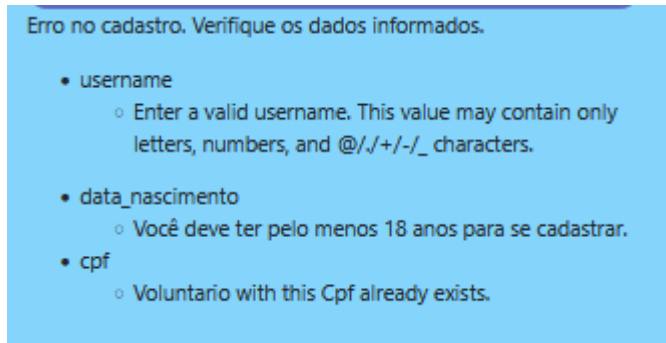 Erro no cadastro. Verifique os dados informados.
• username
◦ Enter a valid username. This value may contain only
letters, numbers, and @/./+/-/_ characters.
• data_nascimento
◦ Você deve ter pelo menos 18 anos para se cadastrar.
• cpf
◦ Voluntario with this Cpf already exists.